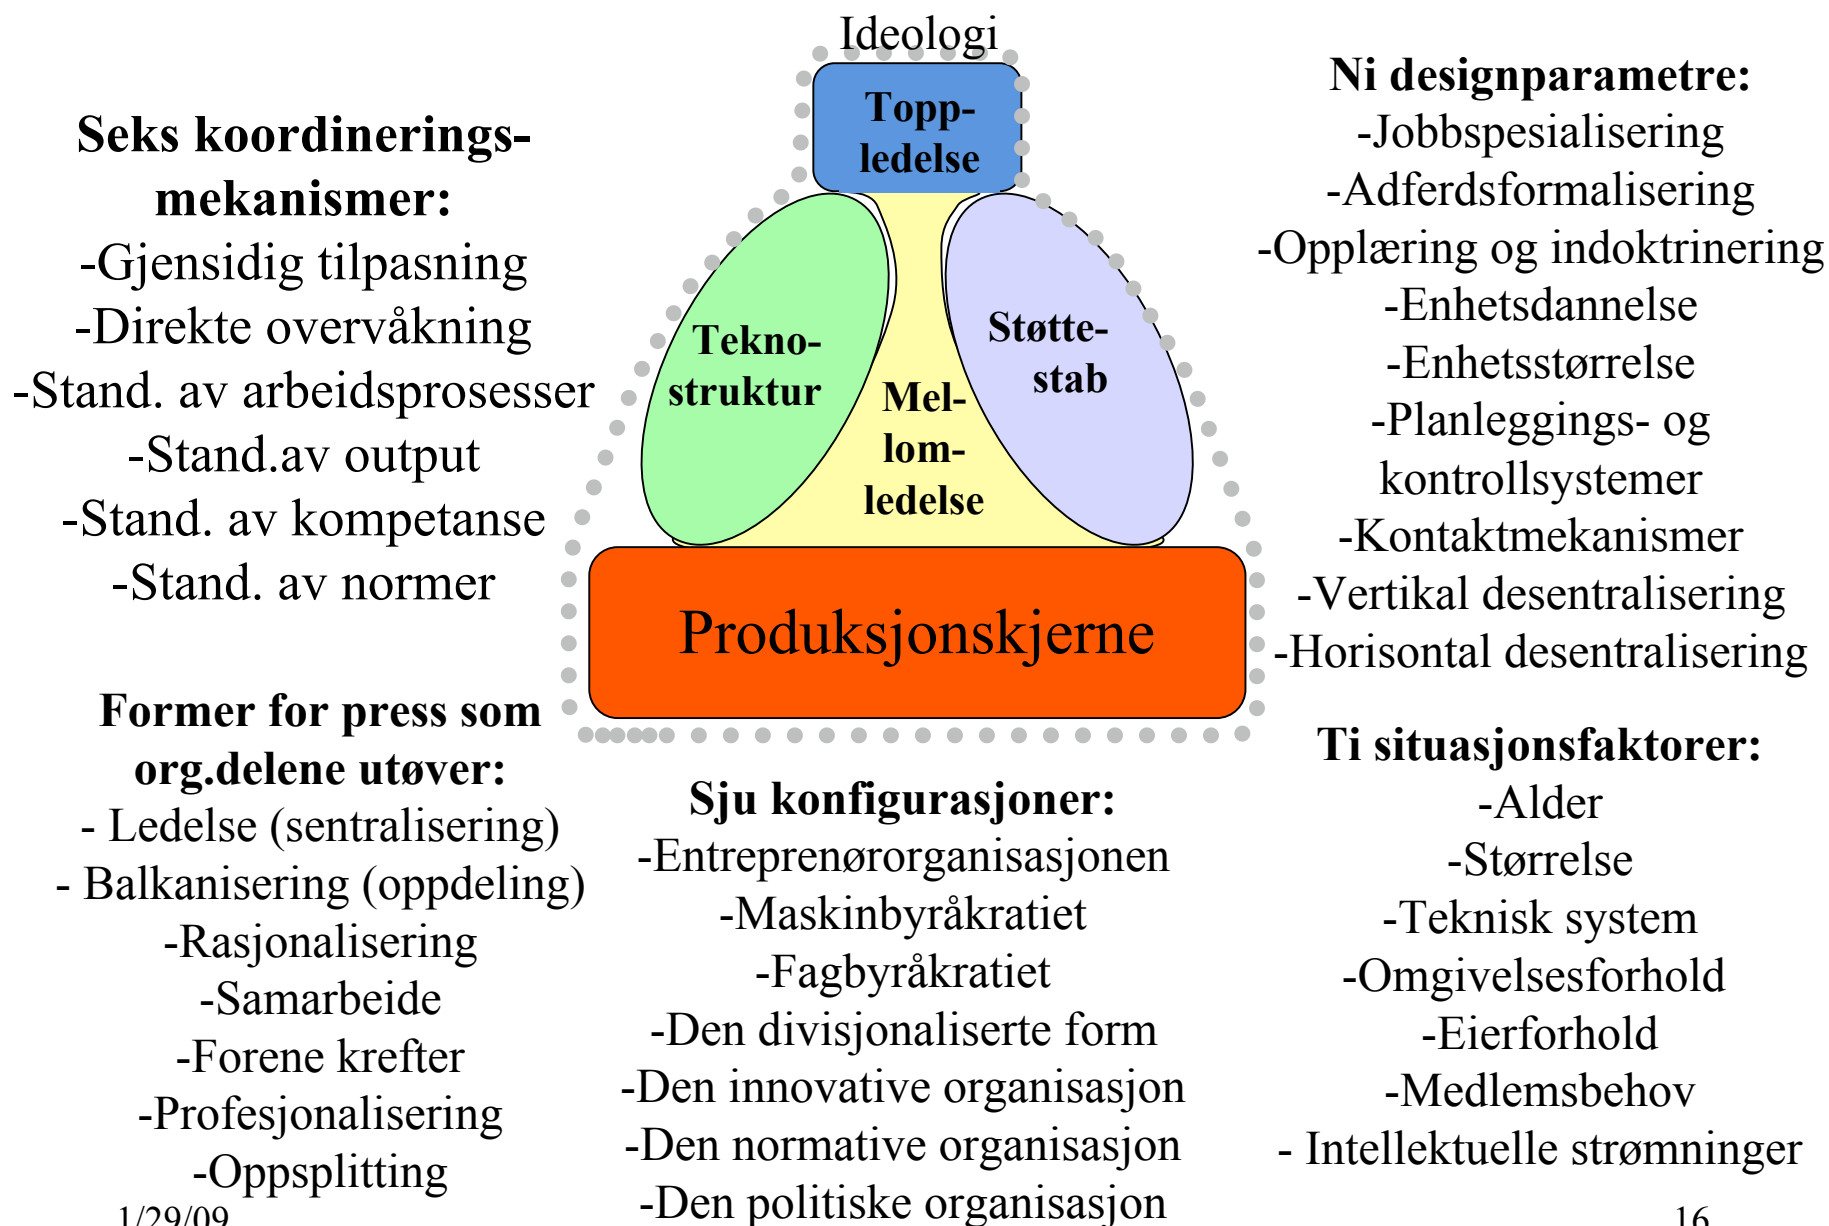 Ideologi
Topp-
ledelse
Tekno-
struktur
Støtte-
stab
Mel-
lom-
ledelse
Produksjonskjerne
Seks koordinerings-
mekanismer:
-Gjensidig tilpasning
-Direkte overvåkning
-Stand. av arbeidsprosesser
-Stand.av output
-Stand. av kompetanse
-Stand. av normer
Former for press som
org.delene utøver:
- Ledelse (sentralisering)
- Balkanisering (oppdeling)
-Rasjonalisering
-Samarbeide
-Forene krefter
-Profesjonalisering
-Oppsplitting
Sju konfigurasjoner:
-Entreprenørorganisasjonen
-Maskinbyråkratiet
-Fagbyråkratiet
-Den divisjonaliserte form
-Den innovative organisasjon
-Den normative organisasjon
-Den politiske organisasjon
Ni designparametre:
-Jobbspesialisering
-Adferdsformalisering
-Opplæring og indoktrinering
-Enhetsdannelse
-Enhetsstørrelse
-Planleggings- og
kontrollsystemer
-Kontaktmekanismer
-Vertikal desentralisering
-Horisontal desentralisering
Ti situasjonsfaktorer:
-Alder
-Størrelse
-Teknisk system
-Omgivelsesforhold
-Eierforhold
-Medlemsbehov
- Intellektuelle strømninger
1/29/09
16